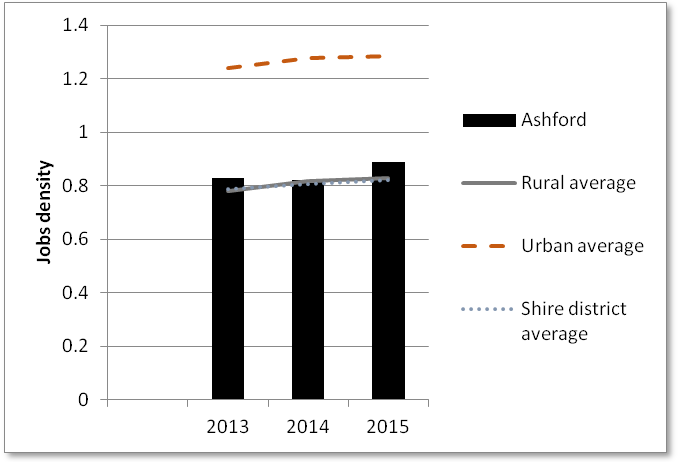 1.4
1.2
1
0.8
0.6
0.4
0.2
0
Jobs density
2013 2014 2015
Ashford
Rural average
Urban average
Shire district
average